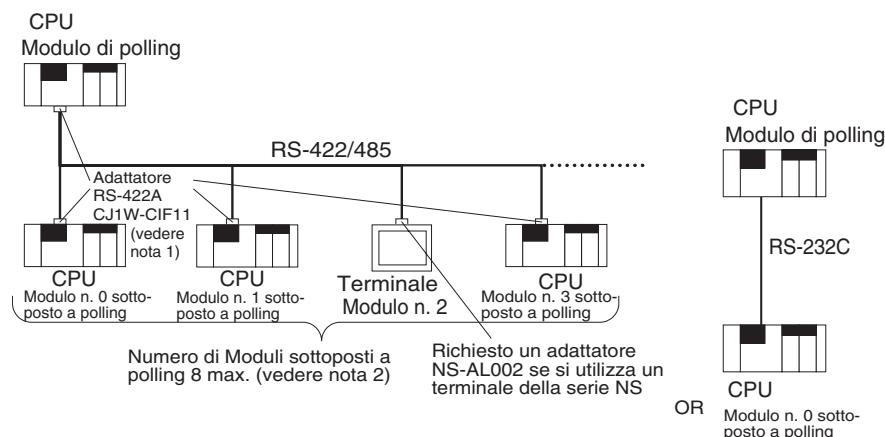 CPU
Modulo di polling
RS-422/485
Adattatore
RS-422A
CJ1W-CIF11
(vedere
nota 1)
CPU
Modulo n. 0 sotto-
posto a polling
CPU
Modulo n. 1 sotto-
posto a polling
Terminale
Modulo n. 2
CPU
Modulo n. 3 sotto-
posto a polling
Numero di Moduli sottoposti a
polling 8 max. (vedere nota 2)
Richiesto un adattatore
NS-AL002 se si utilizza un
terminale della serie NS
OR
CPU
Modulo di polling
RS-232C
CPU
Modulo n. 0 sotto-
posto a polling